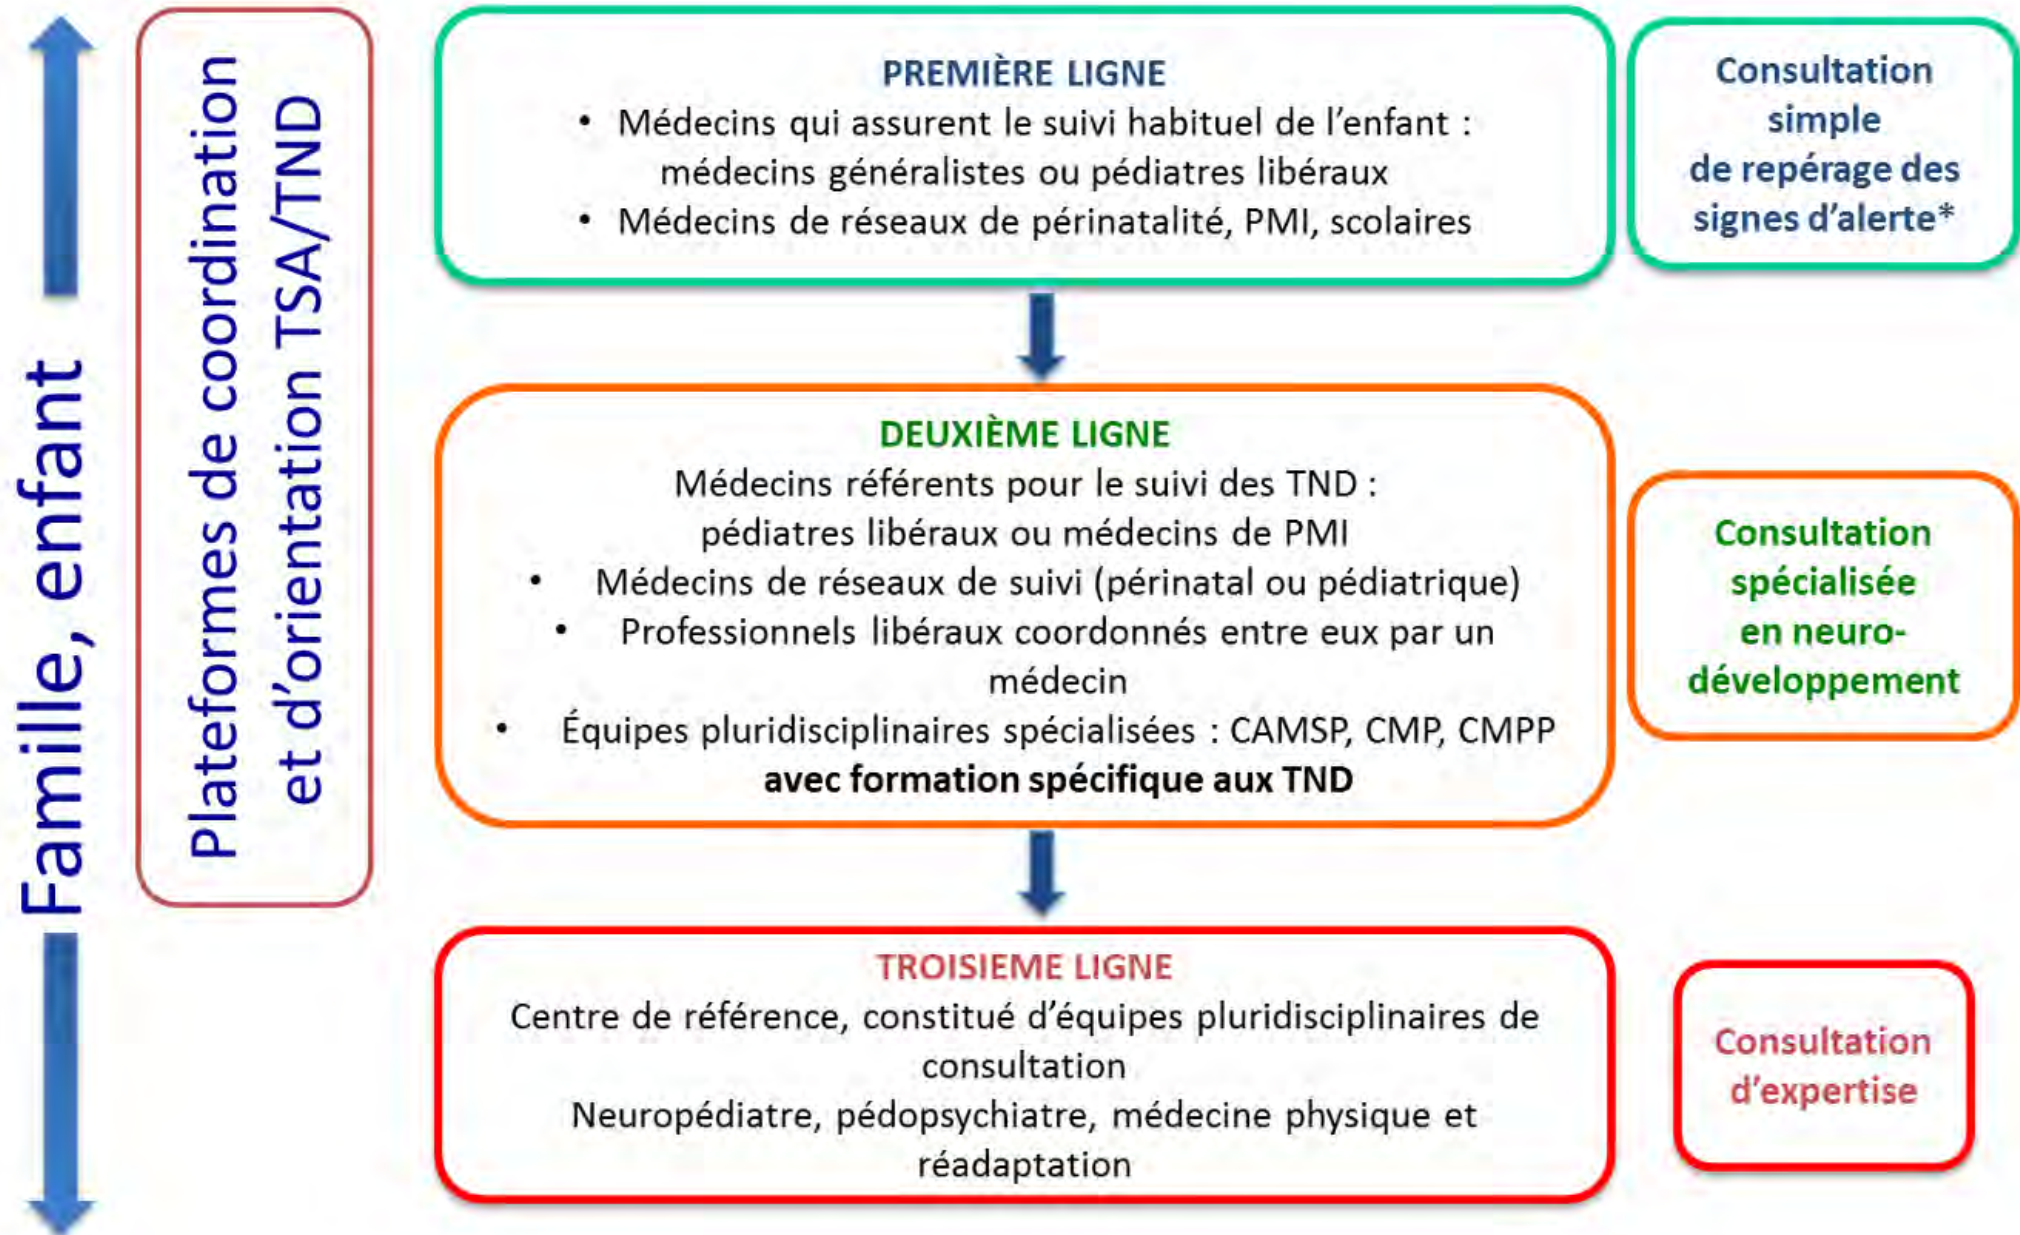 Famille, enfant
Plateformes de coordination
et d’orientation TSA/TND
PREMIÈRE LIGNE
• Médecins qui assurent le suivi habituel de l’enfant :
médecins généralistes ou pédiatres libéraux
• Médecins de réseaux de périnatalité, PMI, scolaires
Consultation
simple
de repérage des
signes d’alerte*
DEUXIÈME LIGNE
Médecins référents pour le suivi des TND :
pédiatres libéraux ou médecins de PMI
• Médecins de réseaux de suivi (périnatal ou pédiatrique)
• Professionnels libéraux coordonnés entre eux par un
médecin
• Équipes pluridisciplinaires spécialisées : CAMSP, CMP, CMPP
avec formation spécifique aux TND
Consultation
spécialisée
en neuro-
développement
TROISIEME LIGNE
Centre de référence, constitué d’équipes pluridisciplinaires de
consultation
Neuropédiatre, pédopsychiatre, médecine physique et
réadaptation
Consultation
d’expertise